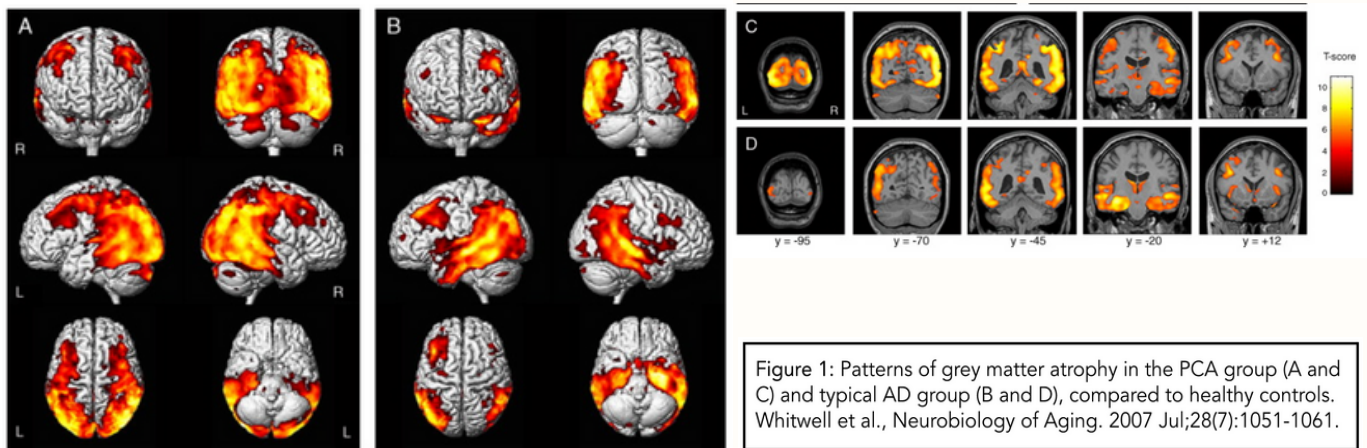 A
B
R
R
L
R
L
L
C
L
R
D
y = -95
y = -70
y = -45
y = -20
y = +12
T-score
10
8
6
4
2
0
Figure 1: Patterns of grey matter atrophy in the PCA group (A and
C) and typical AD group (B and D), compared to healthy controls.
Whitwell et al., Neurobiology of Aging. 2007 Jul;28(7):1051-1061.